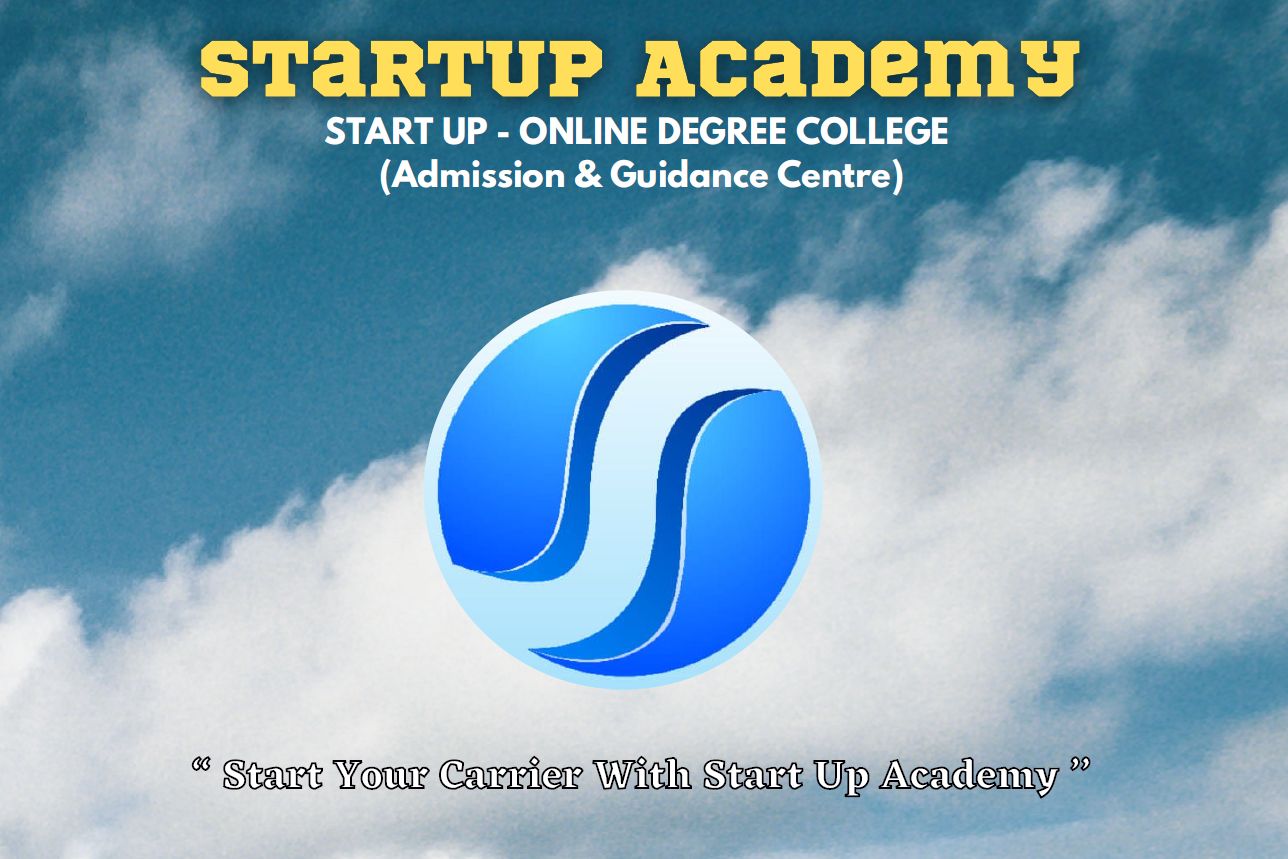 STARTUP ACADEMY
START UP - ONLINE DEGREE COLLEGE
(Admission & Guidance Centre)
“ Start Your Carrier With Start Up Academy ”